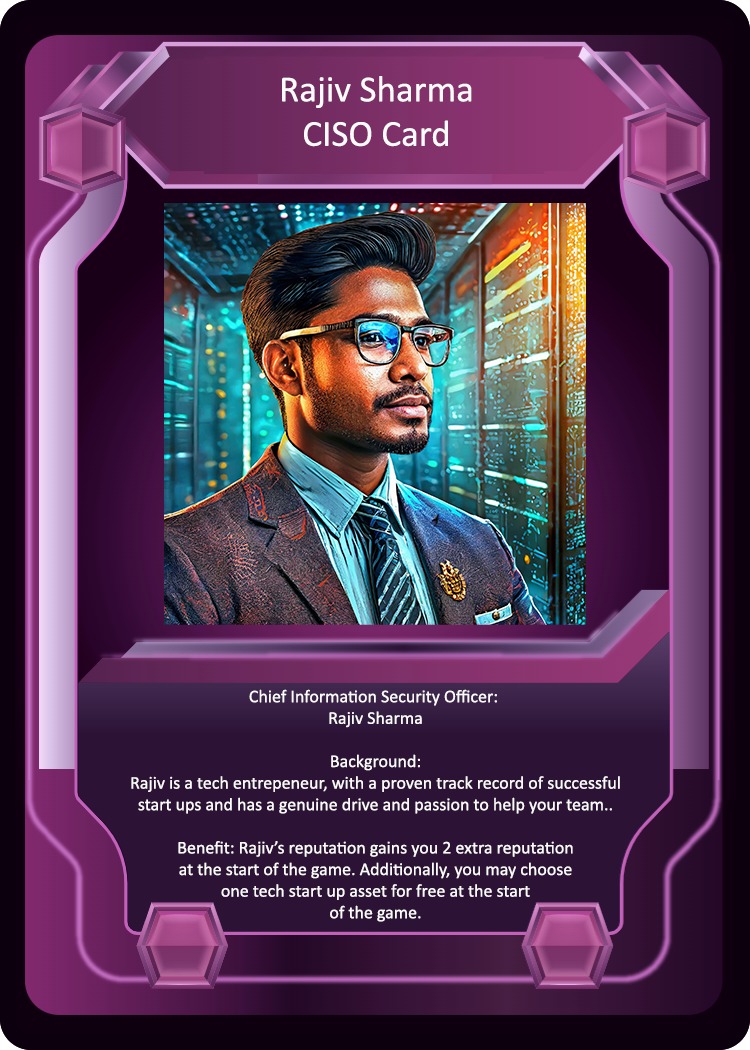 Rajiv Sharma
CISO Card
Chief Information Security Officer:
Rajiv Sharma
Background:
Rajiv is a tech entrepeneur, with a proven track record of successful
start ups and has a genuine drive and passion to help your team..
Benefit: Rajiv's reputation gains you 2 extra reputation
at the start of the game. Additionally, you may choose
one tech start up asset for free at the start
of the game.